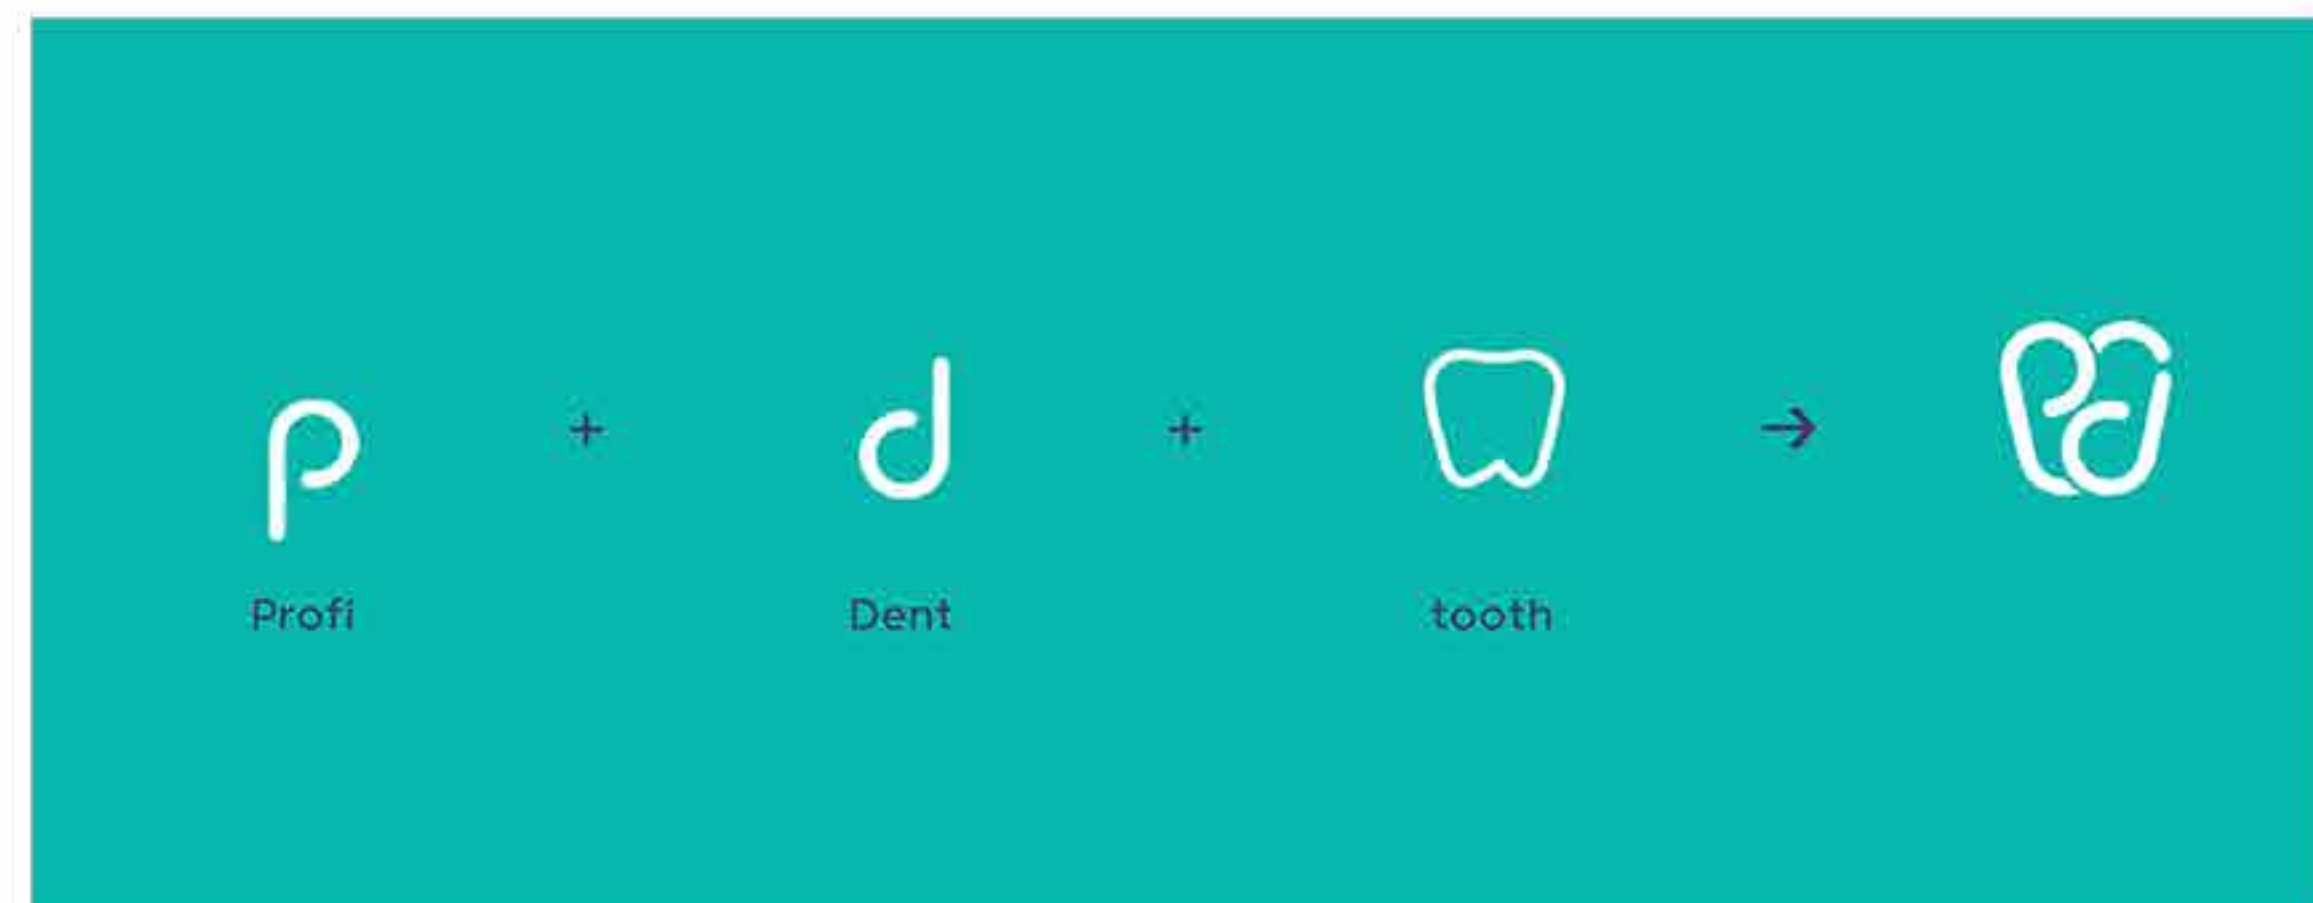 p + d + →
Profi Dent tooth